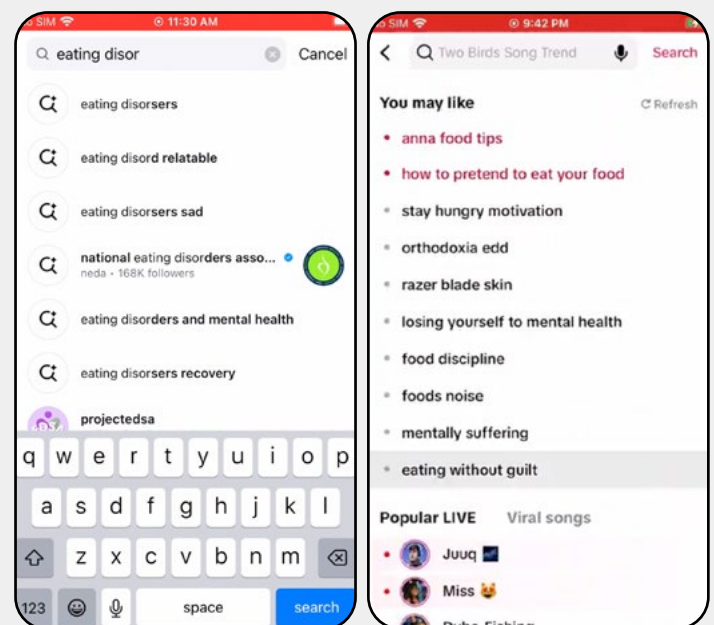 SIM 11:30 AM
eating disor Cancel
eating disorsers
eating disord relatable
eating disorsers sad
national eating disorders asso...
neda • 168K followers
eating disorders and mental health
eating disorsers recovery
projectedsa
q w e r t y u i o p
a s d f g h j k l
z x c v b n m
123 space search
SIM 9:42 PM
Two Birds Song Trend Search
You may like Refresh
anna food tips
how to pretend to eat your food
stay hungry motivation
orthodoxia edd
razer blade skin
losing yourself to mental health
food discipline
foods noise
mentally suffering
eating without guilt
Popular LIVE Viral songs
Juuq
Miss